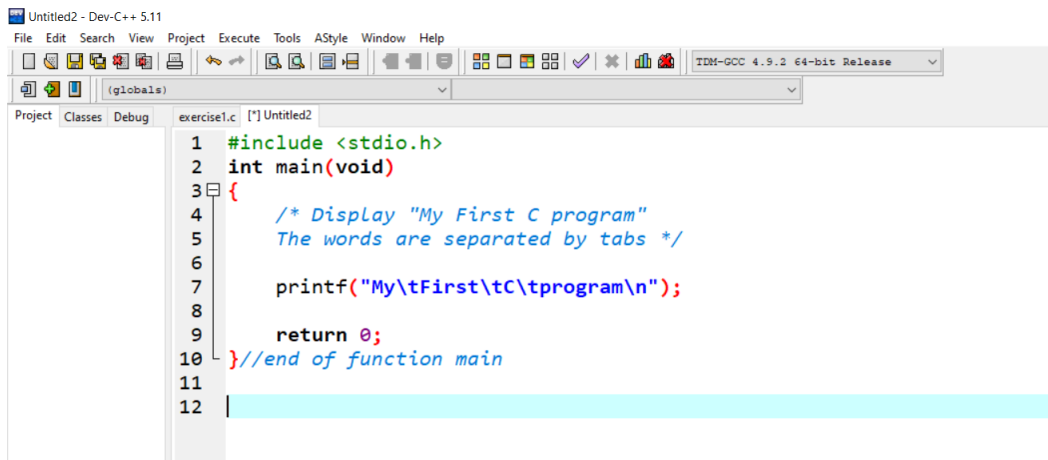 Untitled2 - Dev-C++ 5.11
File Edit Search View Project Execute Tools AStyle Window Help
TDM-GCC 4.9.2 64-bit Release
(globals)
Project Classes Debug exercise1.c [*] Untitled2
1 #include <stdio.h>
2 int main(void)
3 {
4 /* Display "My First C program"
5 The words are separated by tabs */
6
7 printf("My\tFirst\tC\tprogram\n");
8
9 return 0;
10 }//end of function main
11
12